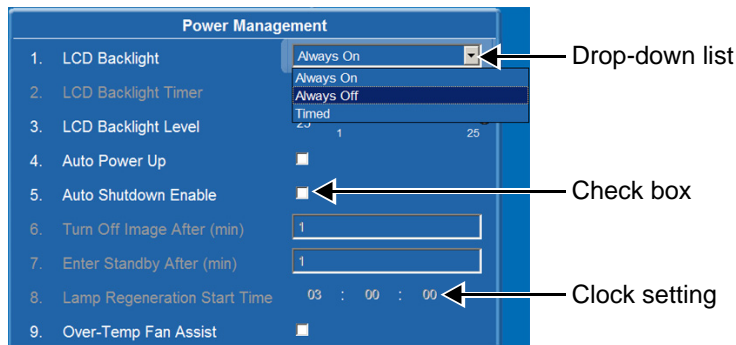 Power Management
1. LCD Backlight Always On Drop-down list
Always On
2. LCD Backlight Timer Always Off
Timed
3. LCD Backlight Level 25 1 25
4. Auto Power Up
5. Auto Shutdown Enable Check box
6. Turn Off Image After (min) 1
7. Enter Standby After (min) 1
8. Lamp Regeneration Start Time 03 : 00 : 00 Clock setting
9. Over-Temp Fan Assist